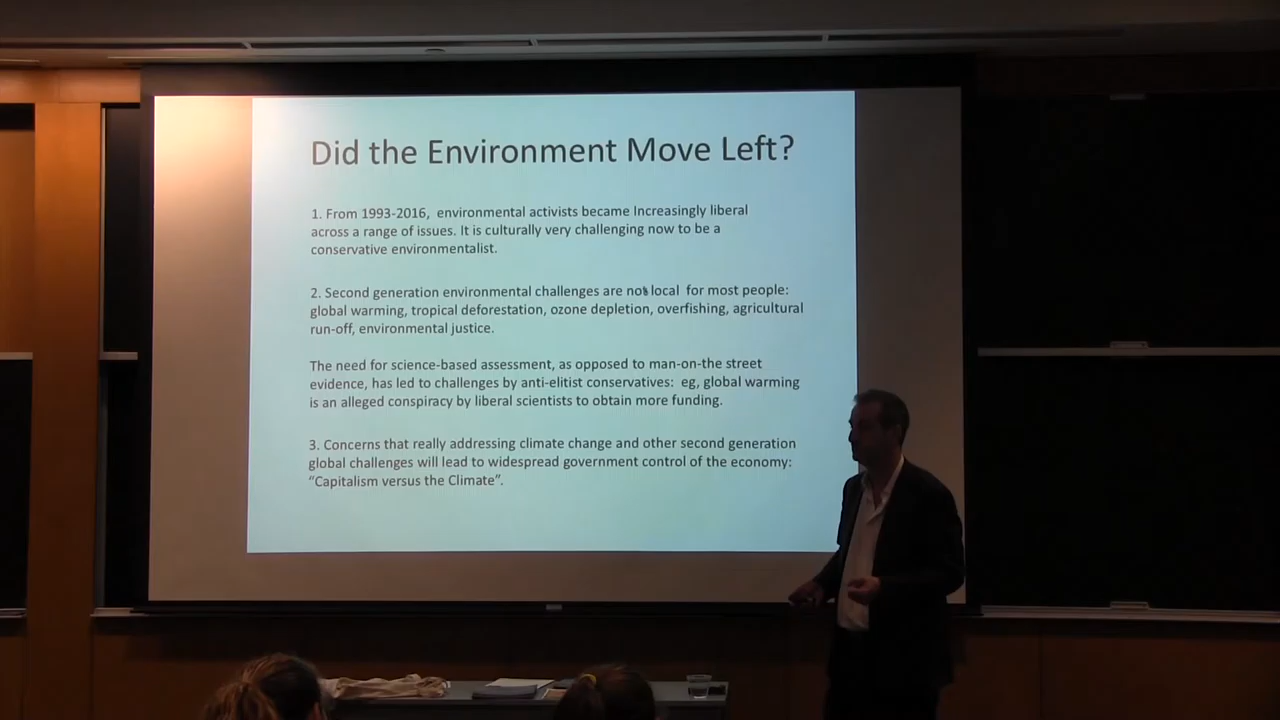 Did the Environment Move Left?
1. From 1993-2016, environmental activists became Increasingly liberal
across a range of issues. It is culturally very challenging now to be a
conservative environmentalist.
2. Second generation environmental challenges are not local for most people:
global warming, tropical deforestation, ozone depletion, overfishing, agricultural
run-off, environmental justice.
The need for science-based assessment, as opposed to man-on-the street
evidence, has led to challenges by anti-elitist conservatives: eg, global warming
is an alleged conspiracy by liberal scientists to obtain more funding.
3. Concerns that really addressing climate change and other second generation
global challenges will lead to widespread government control of the economy:
“Capitalism versus the Climate”.